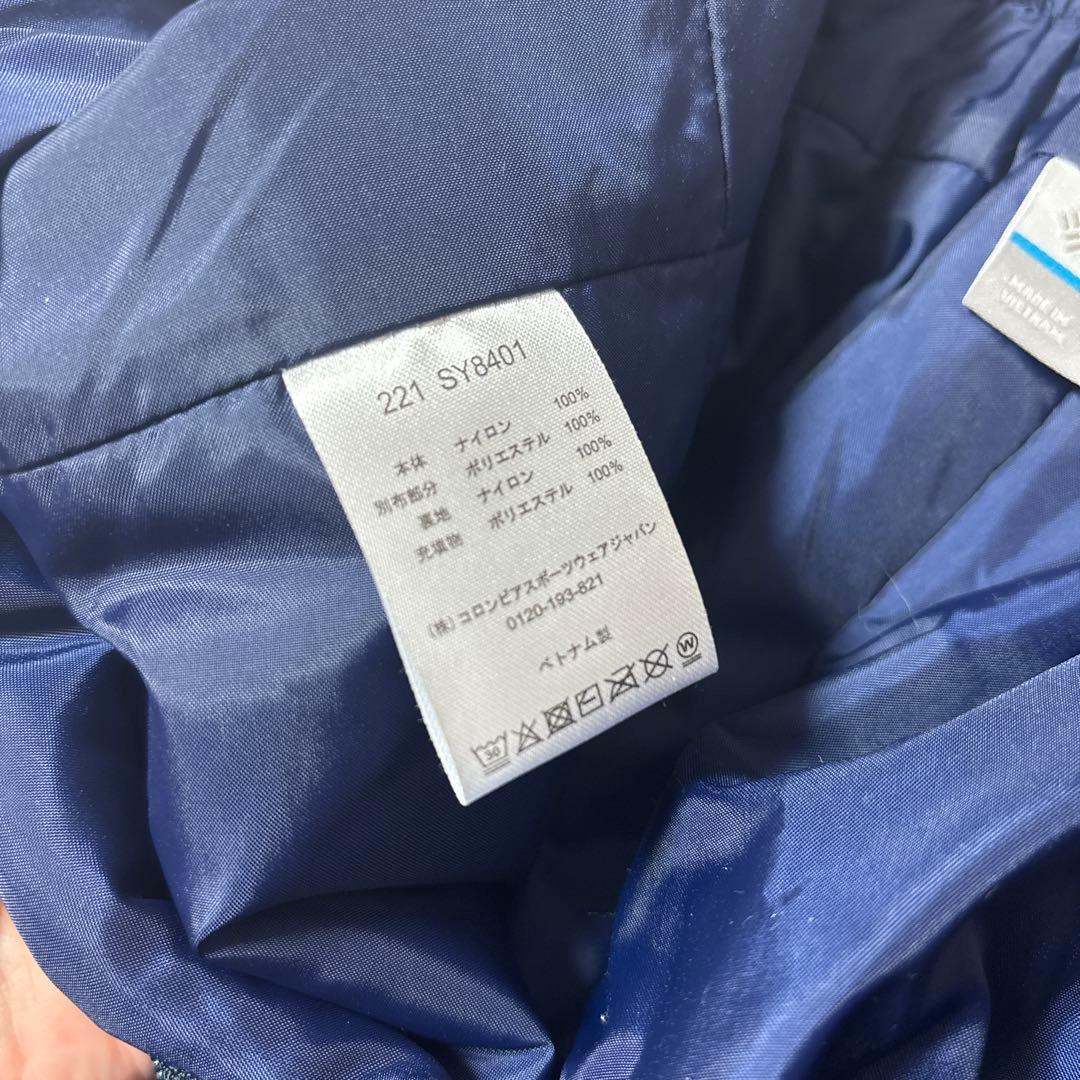 221 SY8401
本体 ナイロン 100%
別布部分 ポリエステル 100%
裏地 ナイロン 100%
充填物 ポリエステル 100%
(株)コロンビアスポーツウェアジャパン
0120-193-821
ベトナム製
30
W
MADE IN
VIETNAM